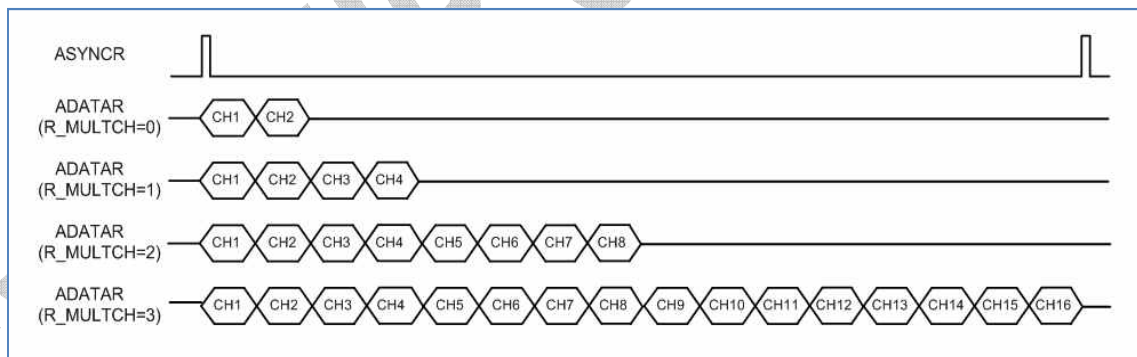 ASYNCR
ADATAR
(R_MULTCH=0)
CH1 CH2
ADATAR
(R_MULTCH=1)
CH1 CH2 CH3 CH4
ADATAR
(R_MULTCH=2)
CH1 CH2 CH3 CH4 CH5 CH6 CH7 CH8
ADATAR
(R_MULTCH=3)
CH1 CH2 CH3 CH4 CH5 CH6 CH7 CH8 CH9 CH10 CH11 CH12 CH13 CH14 CH15 CH16